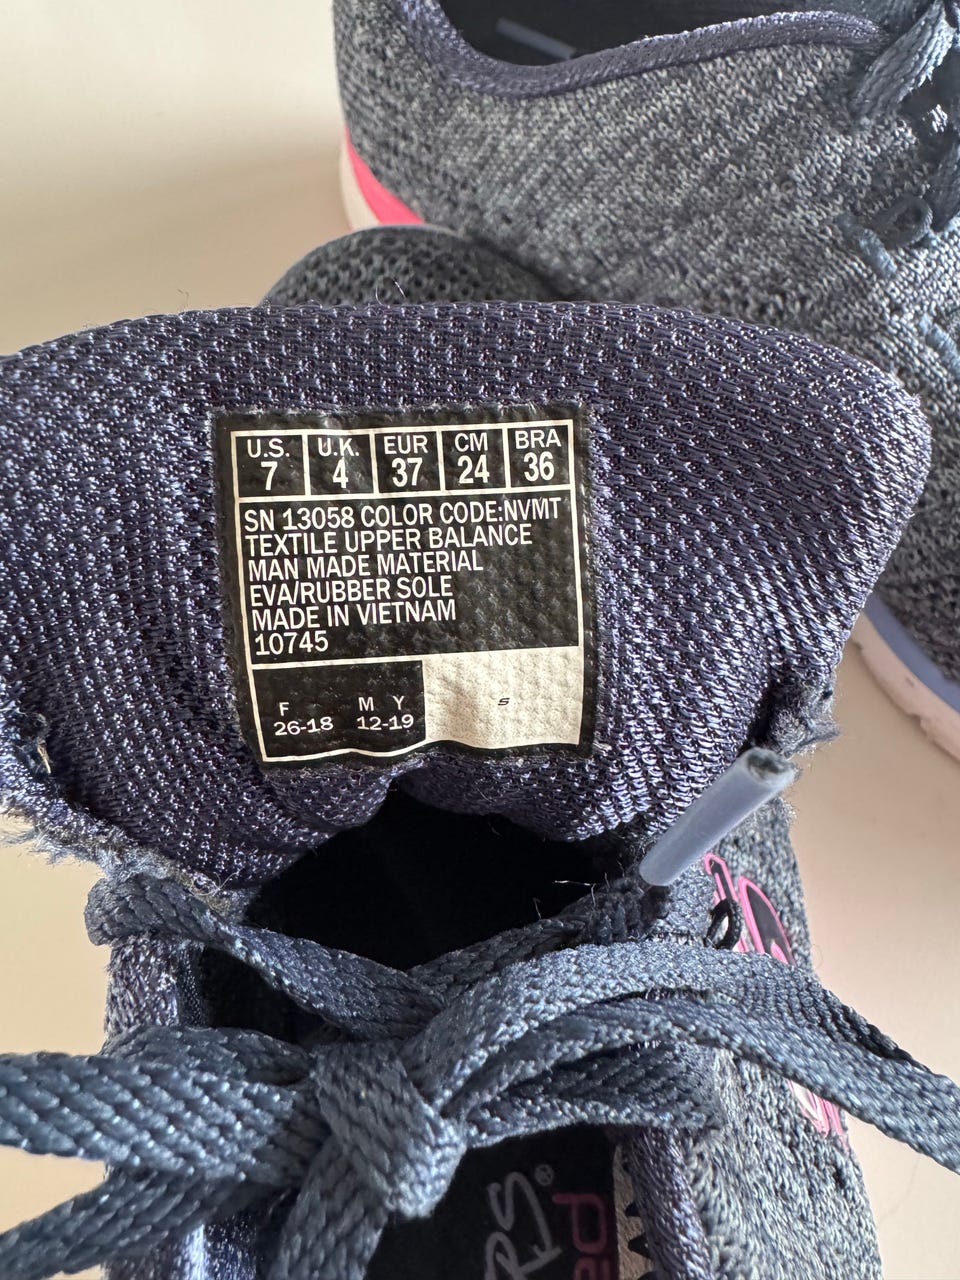 U.S. U.K. EUR CM BRA
7 4 37 24 36
SN 13058 COLOR CODE:NVMT
TEXTILE UPPER BALANCE
MAN MADE MATERIAL
EVA/RUBBER SOLE
MADE IN VIETNAM
10745
F M Y
26-18 12-19
S